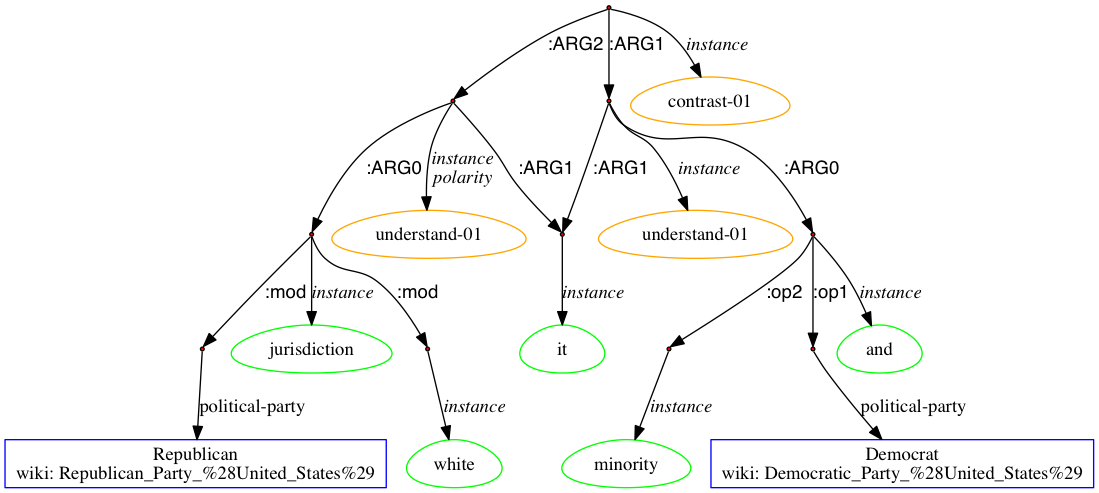 :ARG2
:ARG1
instance
contrast-01
:ARG0
instance
polarity
:ARG1
:ARG1
instance
:ARG0
understand-01
understand-01
:mod
instance
:mod
instance
:op2
:op1
instance
jurisdiction
it
and
political-party
instance
instance
political-party
Republican
wiki: Republican_Party_%28United_States%29
white
minority
Democrat
wiki: Democratic_Party_%28United_States%29